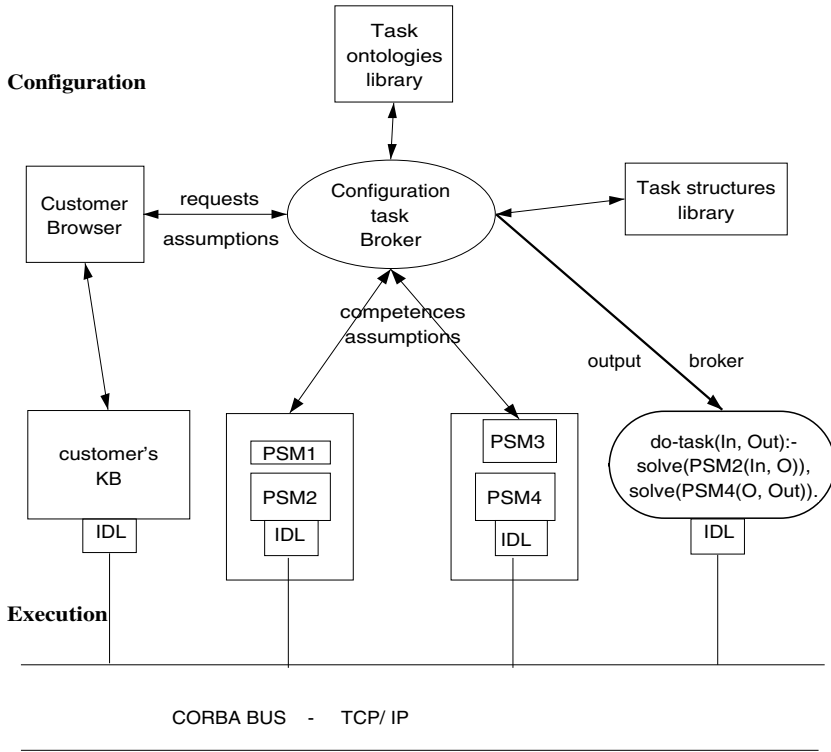 Task
ontologies
library
Configuration
Customer
Browser
requests
assumptions
Configuration
task
Broker
Task structures
library
competences
assumptions
output broker
customer's
KB
IDL
PSM1
PSM2
IDL
PSM3
PSM4
IDL
do-task(In, Out):-
solve(PSM2(In, O)),
solve(PSM4(O, Out)).
IDL
Execution
CORBA BUS - TCP/ IP